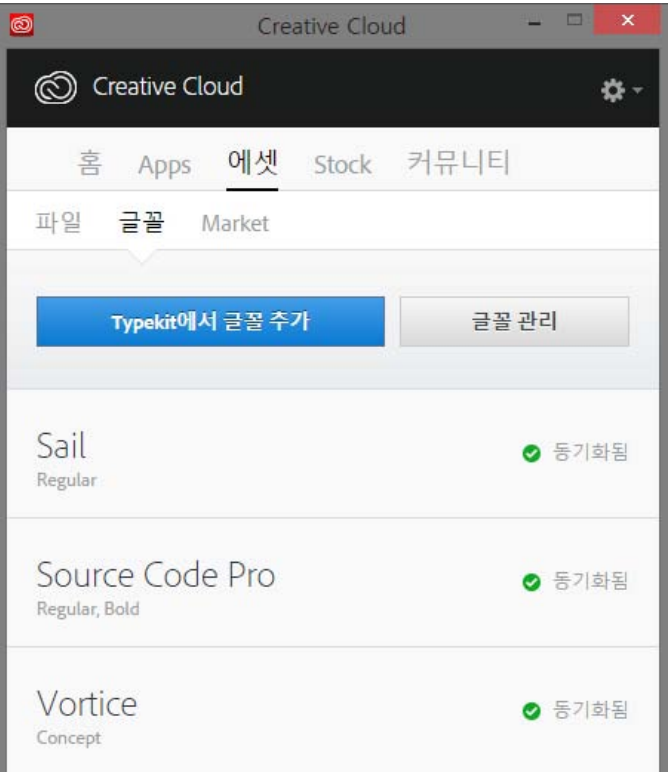 Creative Cloud
Creative Cloud
홈 Apps 에셋 Stock 커뮤니티
파일 글꼴 Market
Typekit에서 글꼴 추가 글꼴 관리
Sail 동기화됨
Regular
Source Code Pro 동기화됨
Regular, Bold
Vortice 동기화됨
Concept